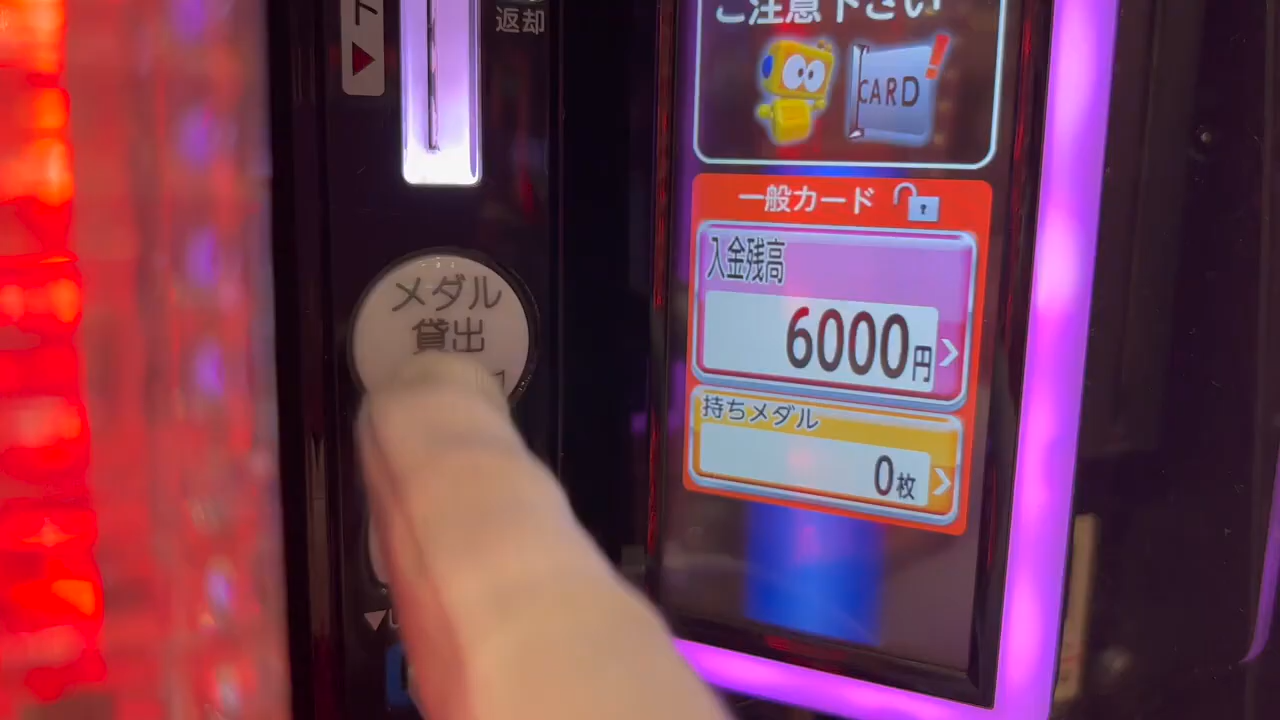 ト
返却
ご注意下さい
CARD
一般カード
入金残高
6000円
持ちメダル
0枚
メダル
貸出